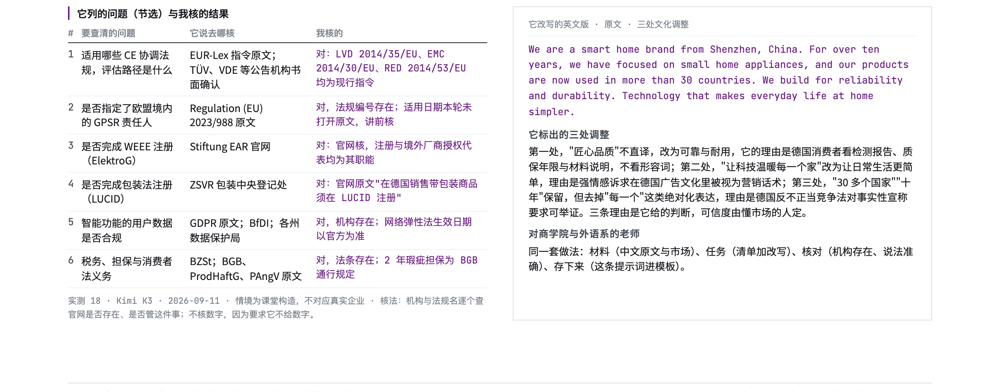 它列的问题（节选）与我核的结果
# 要查清的问题 它说去哪核 我核的
1 适用哪些 CE 协调法规，评估路径是什么 EUR-Lex 指令原文；TÜV、VDE 等公告机构书面确认 对：LVD 2014/35/EU、EMC 2014/30/EU、RED 2014/53/EU 均为现行指令
2 是否指定了欧盟境内的 GPSR 责任人 Regulation (EU) 2023/988 原文 对，法规编号存在；适用日期本轮未打开原文，讲前核
3 是否完成 WEEE 注册（ElektroG） Stiftung EAR 官网 对：官网核，注册与境外厂商授权代表均为其职能
4 是否完成包装法注册（LUCID） ZSVR 包装中央登记处 对：官网原文"在德国销售带包装商品须在 LUCID 注册"
5 智能功能的用户数据是否合规 GDPR 原文；BfDI；各州数据保护局 对，机构存在；网络弹性法生效日期以官方为准
6 税务、担保与消费者法义务 BZSt；BGB、ProdHaftG、PAngV 原文 对，法条存在；2 年瑕疵担保为 BGB 通行规定
实测 18 · Kimi K3 · 2026-09-11 · 情境为课堂构造，不对应真实企业 · 核法：机构与法规名逐个查
官网是否存在、是否管这件事；不核数字，因为要求它不给数字。
它改写的英文版 · 原文 · 三处文化调整
We are a smart home brand from Shenzhen, China. For over ten
years, we have focused on small home appliances, and our products
are now used in more than 30 countries. We build for reliability
and durability. Technology that makes everyday life at home
simpler.
它标出的三处调整
第一处，"匠心品质"不直译，改为可靠与耐用，它的理由是德国消费者看检测报告、质
保年限与材料说明，不看形容词；第二处，"让科技温暖每一个家"改为让日常生活更简
单，理由是强情感诉求在德国广告文化里被视为营销话术；第三处，"30 多个国家""十
年"保留，但去掉"每一个"这类绝对化表达，理由是德国反不正当竞争法对事实性宣称
要求可举证。三条理由是它给的判断，可信度由懂市场的人定。
对商学院与外语系的老师
同一套做法：材料（中文原文与市场）、任务（清单加改写）、核对（机构存在、说法准
确）、存下来（这条提示词进模板）。